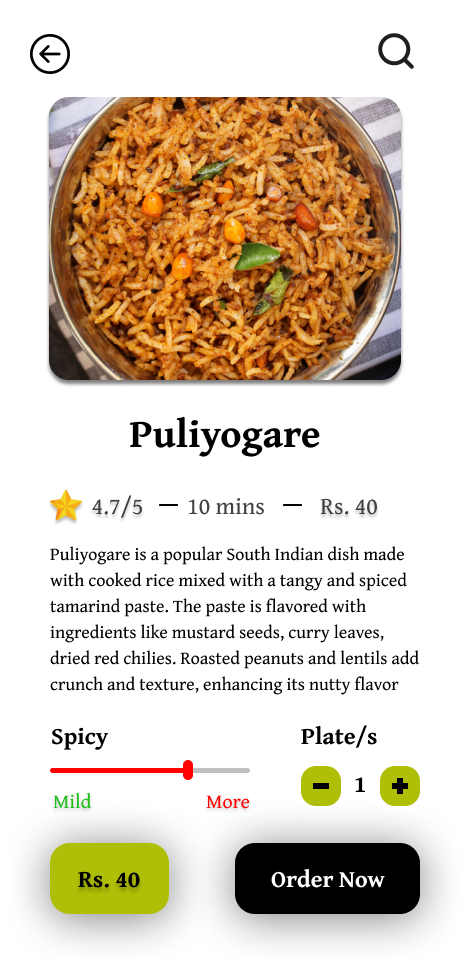 Puliyogare
4.7/5 — 10 mins — Rs. 40
Puliyogare is a popular South Indian dish made
with cooked rice mixed with a tangy and spiced
tamarind paste. The paste is flavored with
ingredients like mustard seeds, curry leaves,
dried red chilies. Roasted peanuts and lentils add
crunch and texture, enhancing its nutty flavor
Spicy
Plate/s
1
Mild More
Rs. 40
Order Now